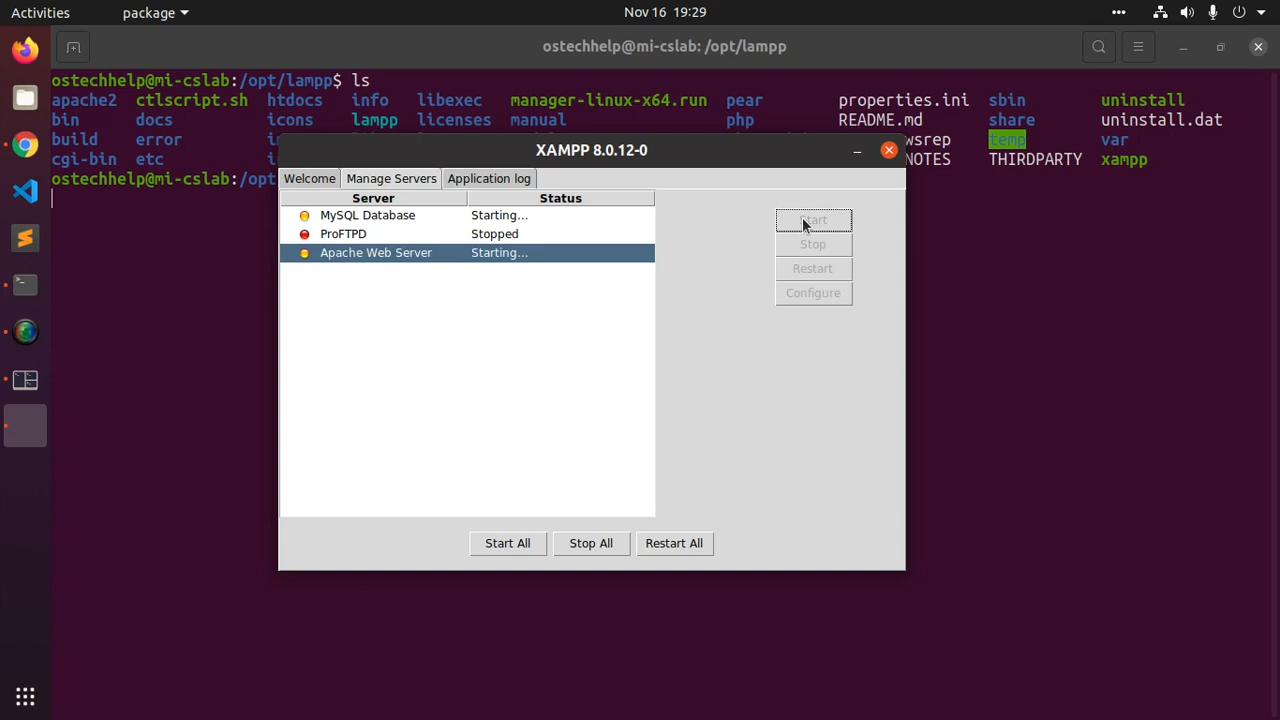 Activities package Nov 16 19:29
ostechhelp@mi-cslab: /opt/lampp
ostechhelp@mi-cslab:/opt/lampp$ ls
apache2 ctlscript.sh htdocs info libexec manager-linux-x64.run pear properties.ini sbin uninstall
bin docs icons lampp licenses manual php README.md share uninstall.dat
build error temp var
cgi-bin etc THIRDPARTY xampp
ostechhelp@mi-cslab:/opt
XAMPP 8.0.12-0
Welcome Manage Servers Application log
Server Status
MySQL Database Starting...
ProFTPD Stopped
Apache Web Server Starting...
Start
Stop
Restart
Configure
Start All Stop All Restart All